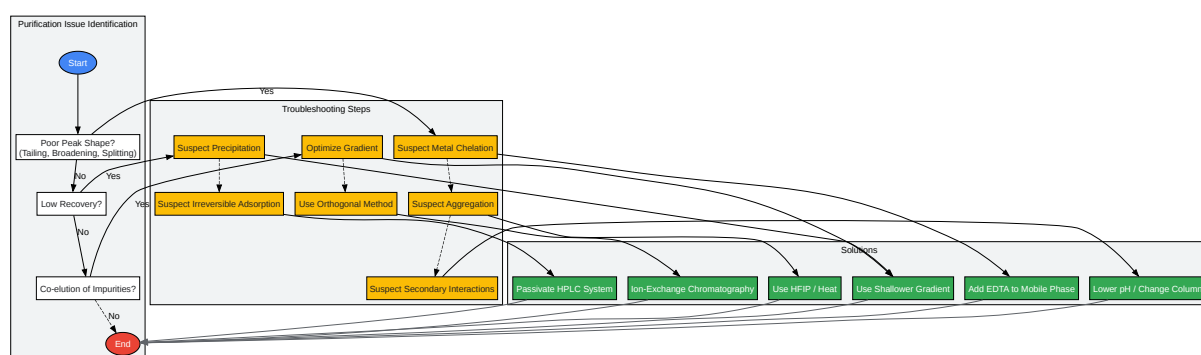 Purification Issue Identification
Start
Yes
Troubleshooting Steps
Poor Peak Shape?
(Tailing, Broadening, Splitting)
Suspect Precipitation
Optimize Gradient
Suspect Metal Chelation
No
Yes
Low Recovery?
Yes
Suspect Irreversible Adsorption
Use Orthogonal Method
Suspect Aggregation
No
Solutions
Co-elution of Impurities?
Suspect Secondary Interactions
Passivate HPLC System
Ion-Exchange Chromatography
Use HFIP / Heat
Use Shallower Gradient
Add EDTA to Mobile Phase
Lower pH / Change Column
No
End